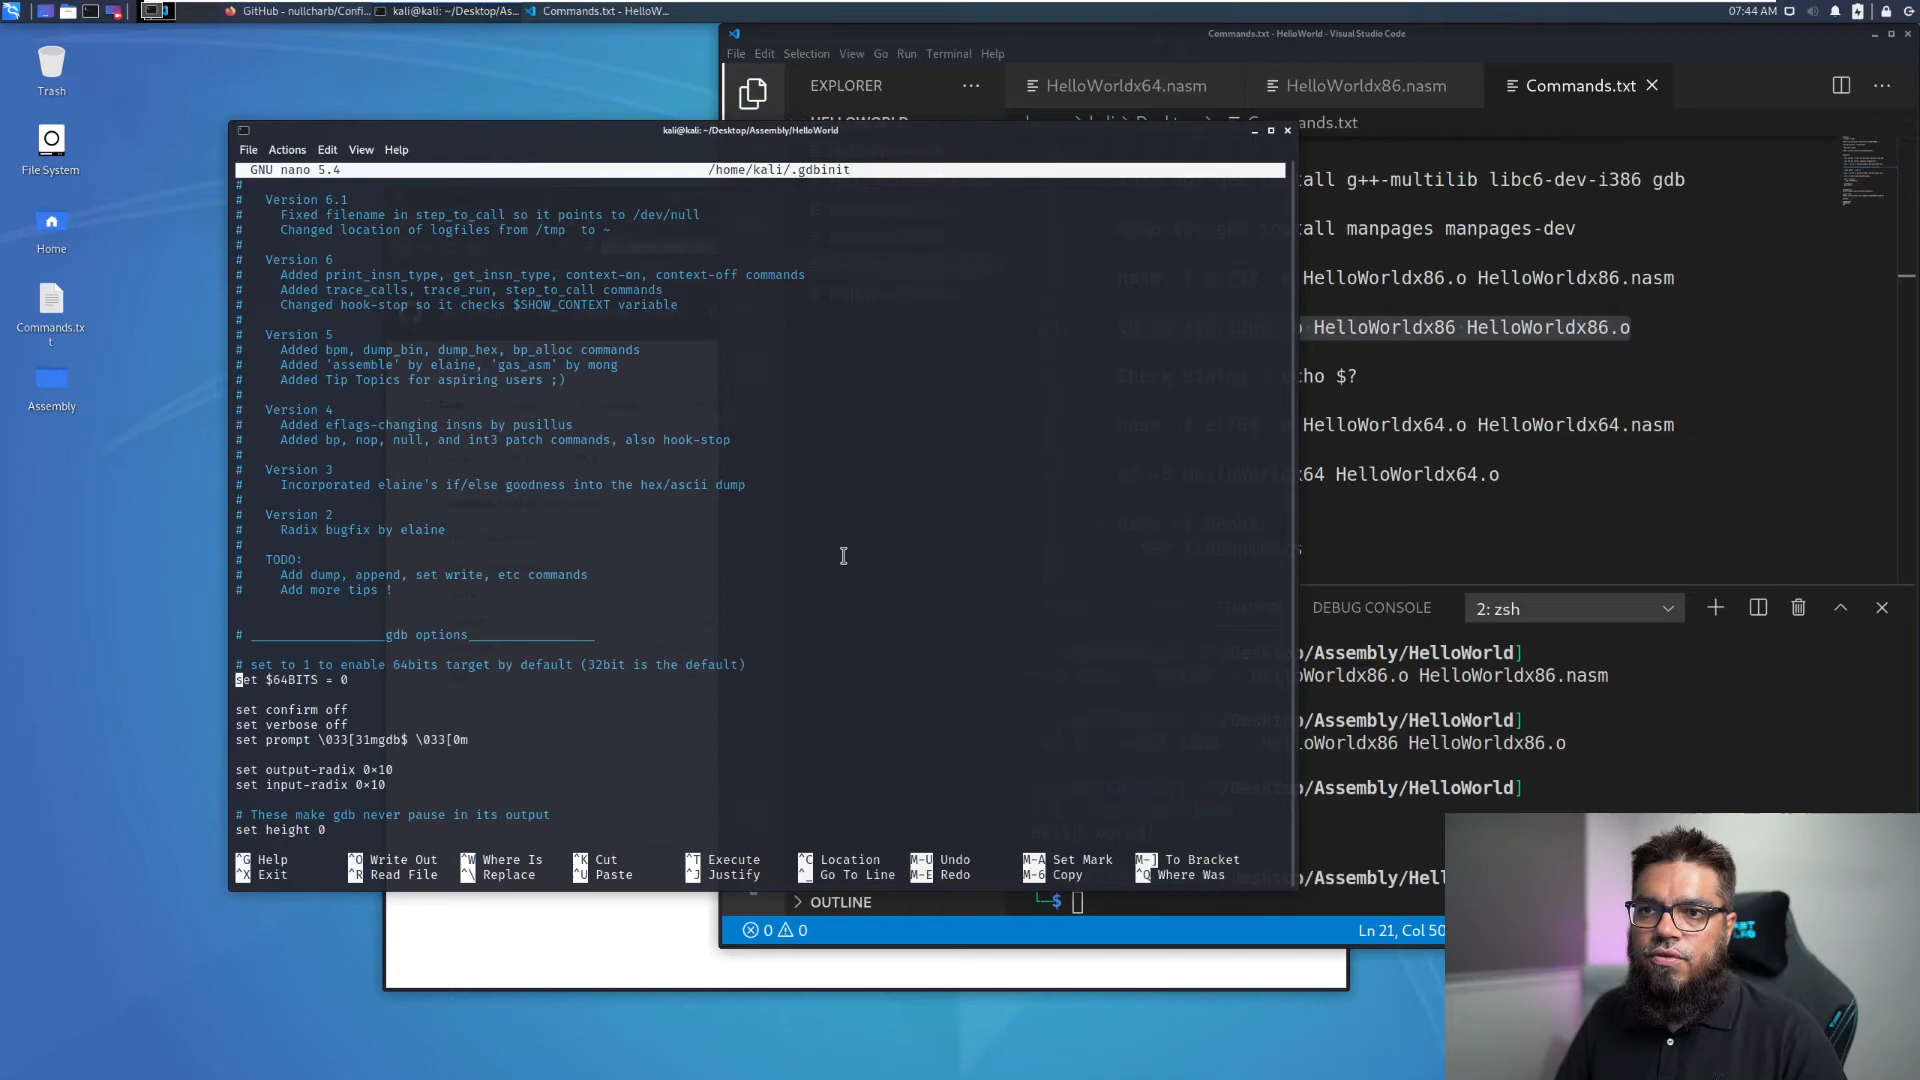 GitHub - nullcharb/Confi...
kali@kali: ~/Desktop/As...
Commands.txt - HelloW...
07:44 AM
Trash
File System
Home
Commands.tx
t
Assembly
Commands.txt - HelloWorld - Visual Studio Code
File Edit Selection View Go Run Terminal Help
EXPLORER
HelloWorldx64.nasm
HelloWorldx86.nasm
Commands.txt
ands.txt
all g++-multilib libc6-dev-i386 gdb
tall manpages manpages-dev
HelloWorldx86.o HelloWorldx86.nasm
o HelloWorldx86 HelloWorldx86.o
Check Status : echo $?
HelloWorldx64.o HelloWorldx64.nasm
x64 HelloWorldx64.o
kali@kali: ~/Desktop/Assembly/HelloWorld
File Actions Edit View Help
GNU nano 5.4 /home/kali/.gdbinit
#
# Version 6.1
# Fixed filename in step_to_call so it points to /dev/null
# Changed location of logfiles from /tmp to ~
#
# Version 6
# Added print_insn_type, get_insn_type, context-on, context-off commands
# Added trace_calls, trace_run, step_to_call commands
# Changed hook-stop so it checks $SHOW_CONTEXT variable
#
# Version 5
# Added bpm, dump_bin, dump_hex, bp_alloc commands
# Added 'assemble' by elaine, 'gas_asm' by mong
# Added Tip Topics for aspiring users ;)
#
# Version 4
# Added eflags-changing insns by pusillus
# Added bp, nop, null, and int3 patch commands, also hook-stop
#
# Version 3
# Incorporated elaine's if/else goodness into the hex/ascii dump
#
# Version 2
# Radix bugfix by elaine
#
# TODO:
# Add dump, append, set write, etc commands
# Add more tips !
# __________________gdb options_________________
# set to 1 to enable 64bits target by default (32bit is the default)
set $64BITS = 0
set confirm off
set verbose off
set prompt \033[31mgdb$ \033[0m
set output-radix 0×10
set input-radix 0×10
# These make gdb never pause in its output
set height 0
^G Help ^O Write Out ^W Where Is ^K Cut ^T Execute ^C Location M-U Undo M-A Set Mark M-] To Bracket
^X Exit ^R Read File ^\ Replace ^U Paste ^J Justify ^_ Go To Line M-E Redo M-6 Copy ^Q Where Was
DEBUG CONSOLE
2: zsh
/Assembly/HelloWorld]
oWorldx86.o HelloWorldx86.nasm
/Desktop/Assembly/HelloWorld]
loWorldx86 HelloWorldx86.o
/Desktop/Assembly/HelloWorld]
/Desktop/Assembly/Hel
$
OUTLINE
0 0
Ln 21, Col 50